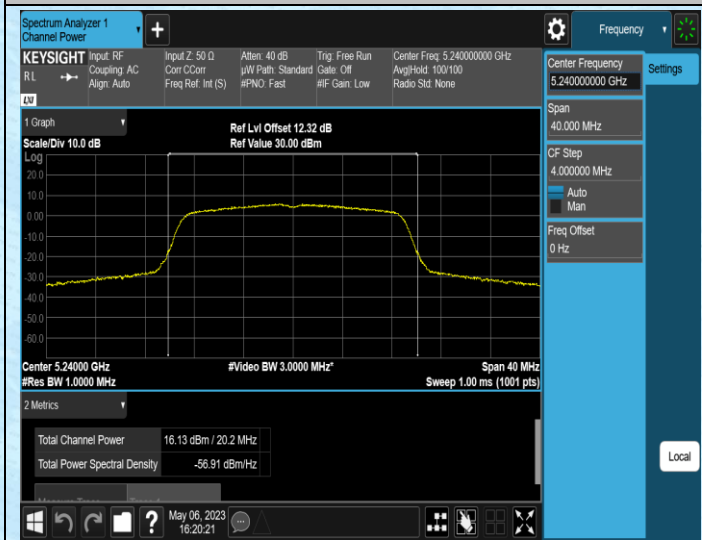 Spectrum Analyzer 1
Channel Power
+
Frequency
KEYSIGHT
RL
LXI
Input: RF
Coupling: AC
Align: Auto
Input Z: 50 Ω
Corr CCorr
Freq Ref: Int (S)
Atten: 40 dB
µW Path: Standard
#PNO: Fast
Trig: Free Run
Gate: Off
#IF Gain: Low
Center Freq: 5.240000000 GHz
Avg|Hold: 100/100
Radio Std: None
Center Frequency
5.240000000 GHz
Settings
Span
40.000 MHz
CF Step
4.000000 MHz
Auto
Man
Freq Offset
0 Hz
Local
1 Graph
Scale/Div 10.0 dB
Ref Lvl Offset 12.32 dB
Ref Value 30.00 dBm
Log
20.0
10.0
0.00
-10.0
-20.0
-30.0
-40.0
-50.0
-60.0
Center 5.24000 GHz
#Video BW 3.0000 MHz*
Span 40 MHz
#Res BW 1.0000 MHz
Sweep 1.00 ms (1001 pts)
2 Metrics
Total Channel Power 16.13 dBm / 20.2 MHz
Total Power Spectral Density -56.91 dBm/Hz
?
May 06, 2023
16:20:21